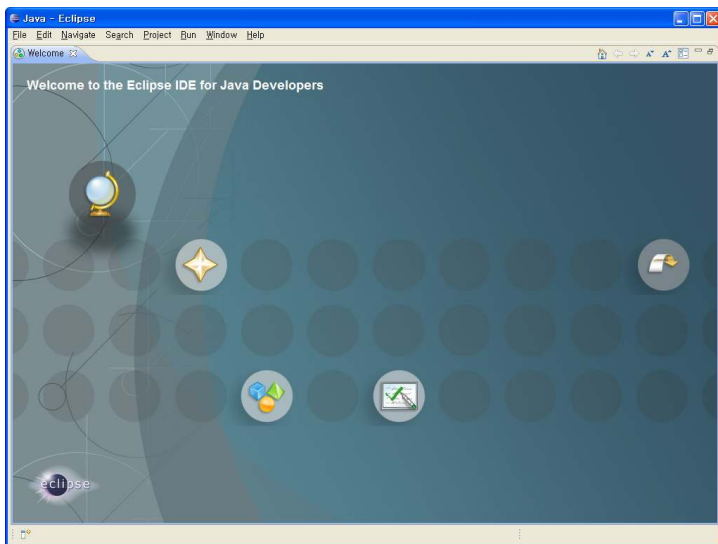 Java - Eclipse
File Edit Navigate Search Project Run Window Help
Welcome
Welcome to the Eclipse IDE for Java Developers
eclipse